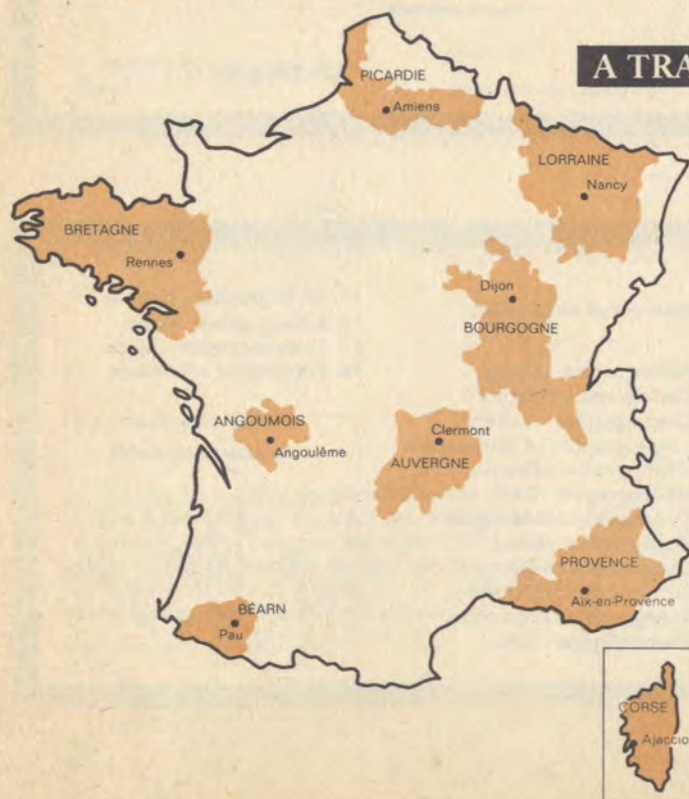 A TRA
PICARDIE
Amiens
LORRAINE
Nancy
BRETAGNE
Rennes
Dijon
BOURGOGNE
ANGOUMOIS
Angoulême
Clermont
AUVERGNE
PROVENCE
Aix-en-Provence
BÉARN
Pau
CORSE
Ajaccio